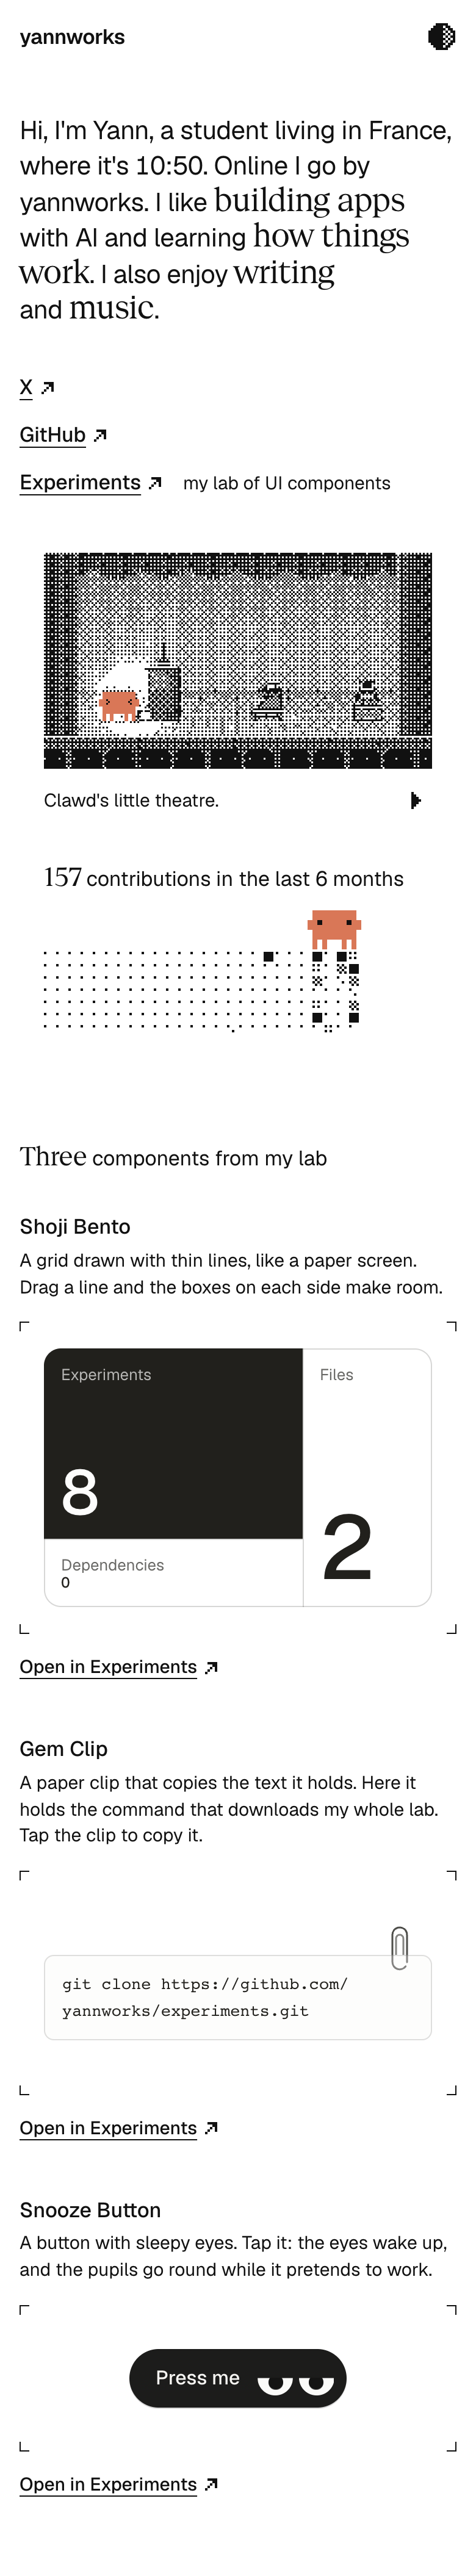 yannworks
Hi, I'm Yann, a student living in France,
where it's 10:50. Online I go by
yannworks. I like building apps
with AI and learning how things
work. I also enjoy writing
and music.
X
GitHub
Experiments my lab of UI components
Clawd's little theatre.
157 contributions in the last 6 months
Three components from my lab
Shoji Bento
A grid drawn with thin lines, like a paper screen.
Drag a line and the boxes on each side make room.
Experiments
8
Files
2
Dependencies
0
Open in Experiments
Gem Clip
A paper clip that copies the text it holds. Here it
holds the command that downloads my whole lab.
Tap the clip to copy it.
git clone https://github.com/
yannworks/experiments.git
Open in Experiments
Snooze Button
A button with sleepy eyes. Tap it: the eyes wake up,
and the pupils go round while it pretends to work.
Press me
Open in Experiments